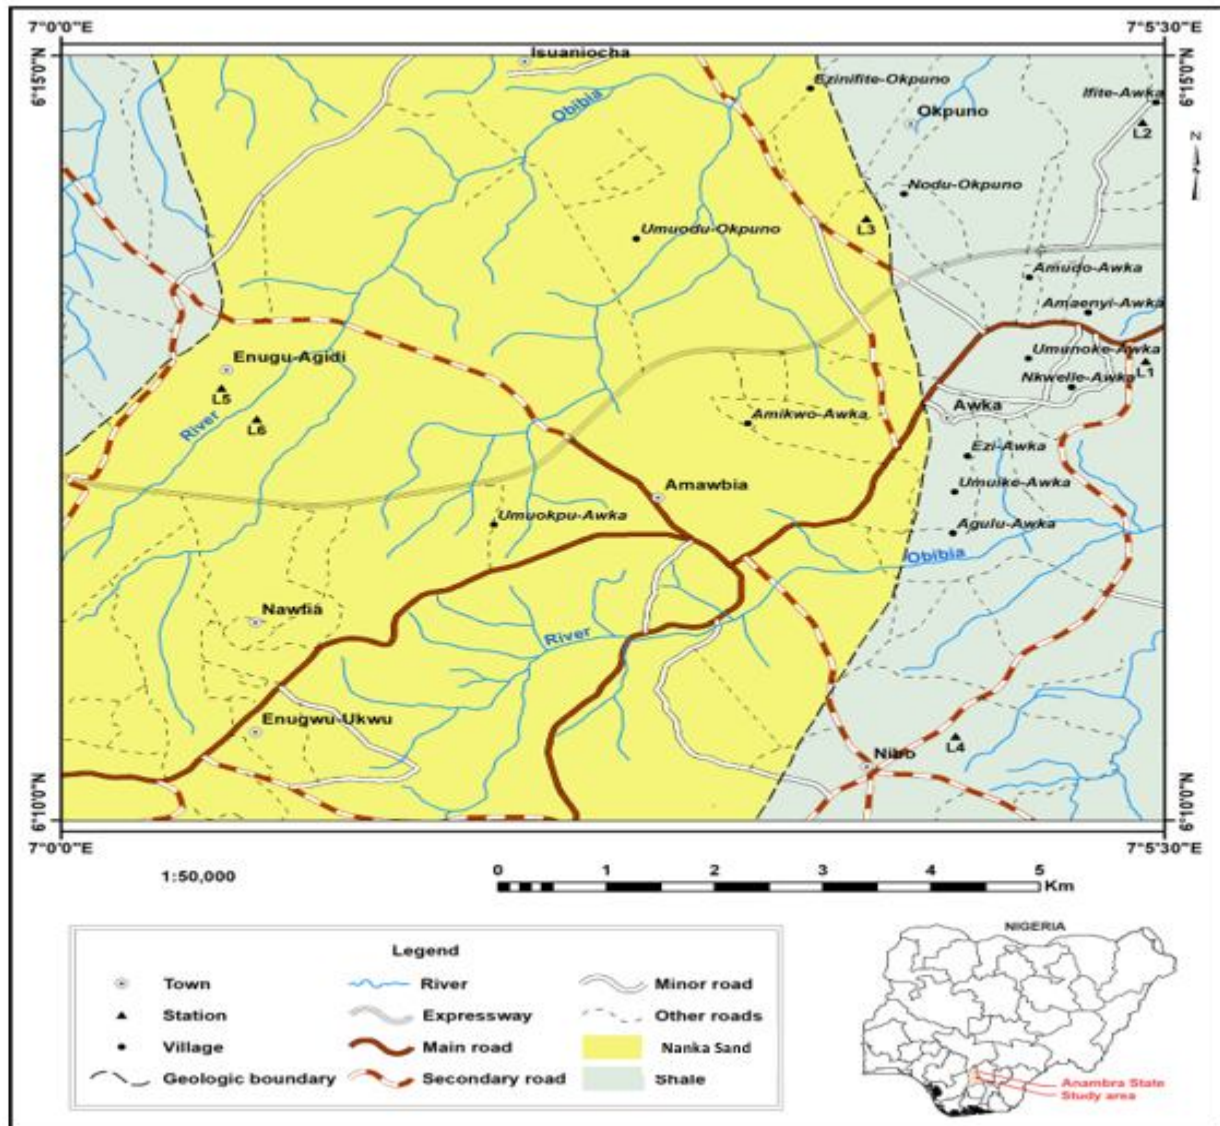 7°0'0"E
7°5'30"E
6°15'0"N
6°15'0"N
Isuaniocha
Ezinifite-Okpuno
Ifite-Awka
Obibia
Okpuno
L2
N
Nodu-Okpuno
L3
Umuodu-Okpuno
Amudo-Awka
Amaenyi-Awka
Enugu-Agidi
Umunoke-Awka
L1
L5
Nkwelle-Awka
River
L6
Amikwo-Awka
Awka
Ezi-Awka
Amawbia
Umuike-Awka
Umuokpu-Awka
Agulu-Awka
Obibia
Nawfia
River
Enugwu-Ukwu
L4
Nibo
6°10'0"N
6°10'0"N
7°0'0"E
7°5'30"E
1:50,000
0 1 2 3 4 5
Km
Legend
Town
River
Minor road
Station
Expressway
Other roads
Village
Main road
Nanka Sand
Geologic boundary
Secondary road
Shale
NIGERIA
Anambra State
Study area